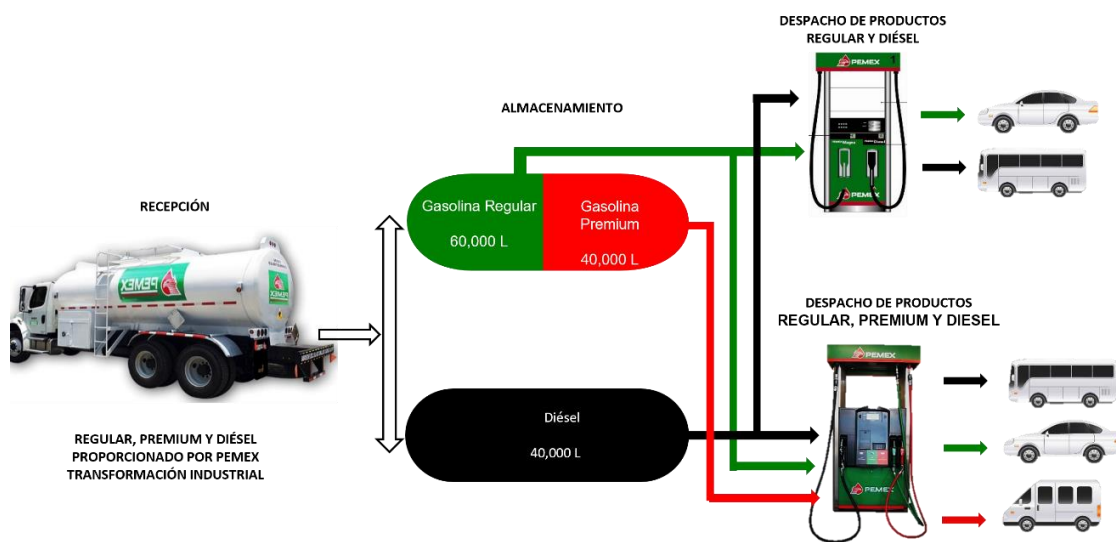 DESPACHO DE PRODUCTOS
REGULAR Y DIÉSEL
PEMEX
1
ALMACENAMIENTO
Gasolina Regular
60,000 L
Gasolina
Premium
40,000 L
PEMEX
RECEPCIÓN
PEMEX
DESPACHO DE PRODUCTOS
REGULAR, PREMIUM Y DIESEL
PEMEX
Diésel
40,000 L
PEMEX
REGULAR, PREMIUM Y DIÉSEL
PROPORCIONADO POR PEMEX
TRANSFORMACIÓN INDUSTRIAL